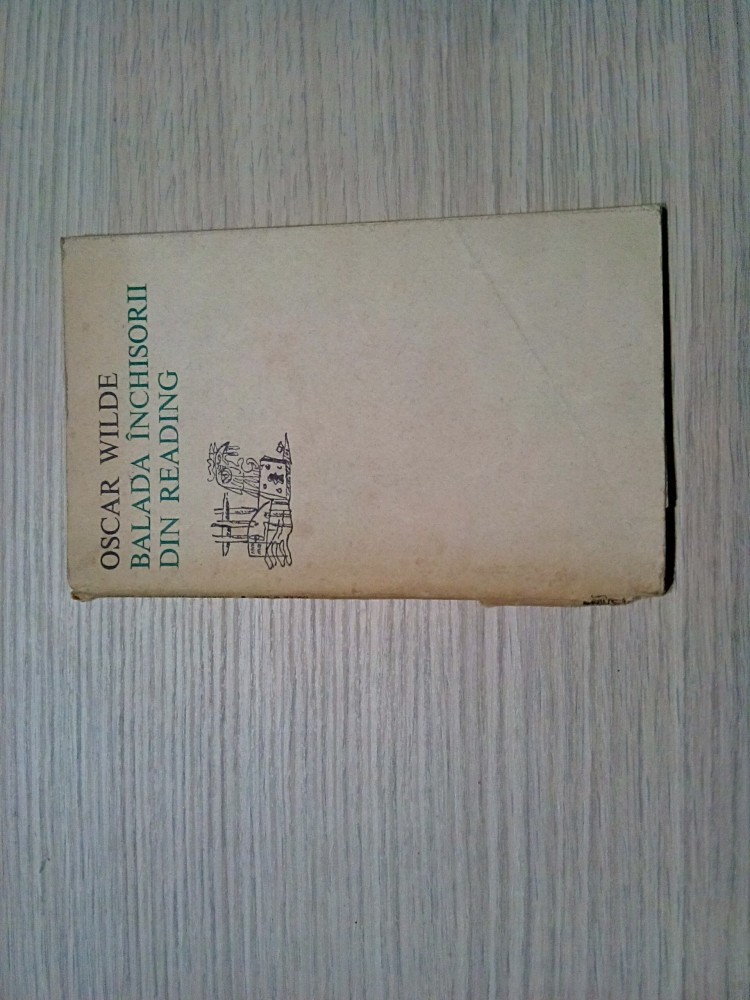 OSCAR WILDE
BALADA ÎNCHISORII
DIN READING